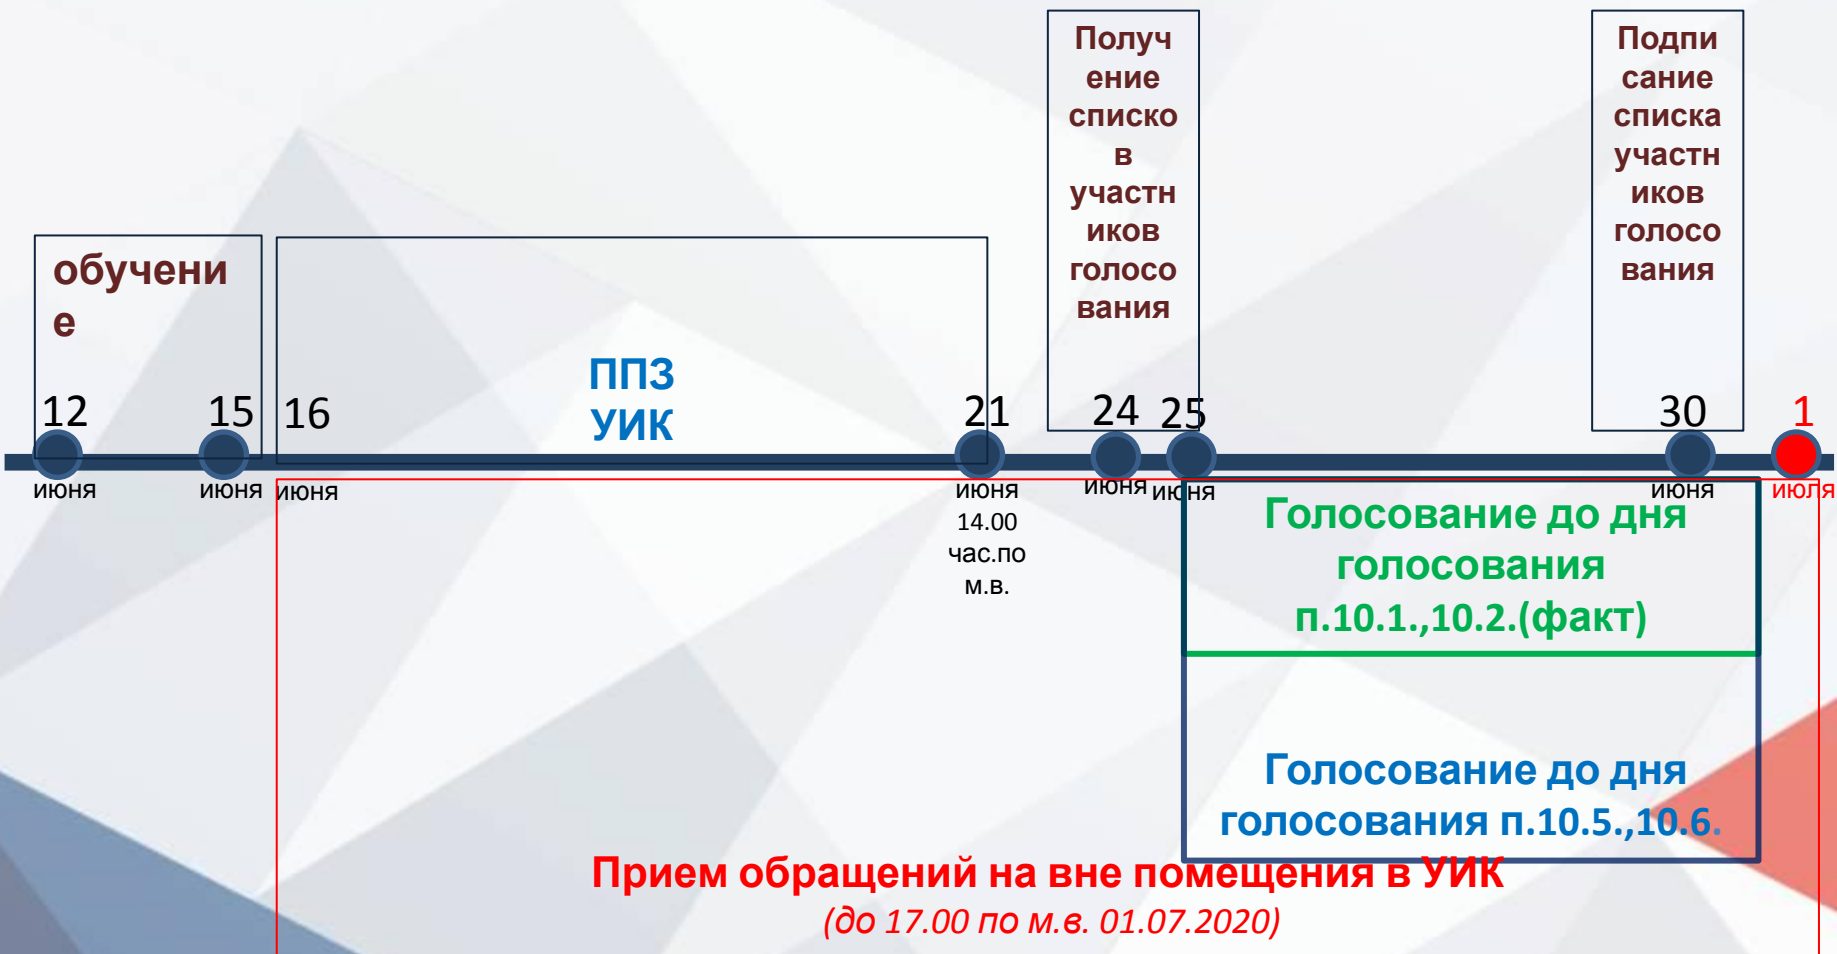 Получ
ение
списко
в
участн
иков
голосо
вания
Подпи
сание
списка
участн
иков
голосо
вания
обучени
е
ППЗ
УИК
12
15
16
21
24
25
30
1
июня
июня
июня
июня
14.00
час.по
м.в.
июня
июня
июня
июля
Голосование до дня
голосования
п.10.1.,10.2.(факт)
Голосование до дня
голосования п.10.5.,10.6.
Прием обращений на вне помещения в УИК
(до 17.00 по м.в. 01.07.2020)